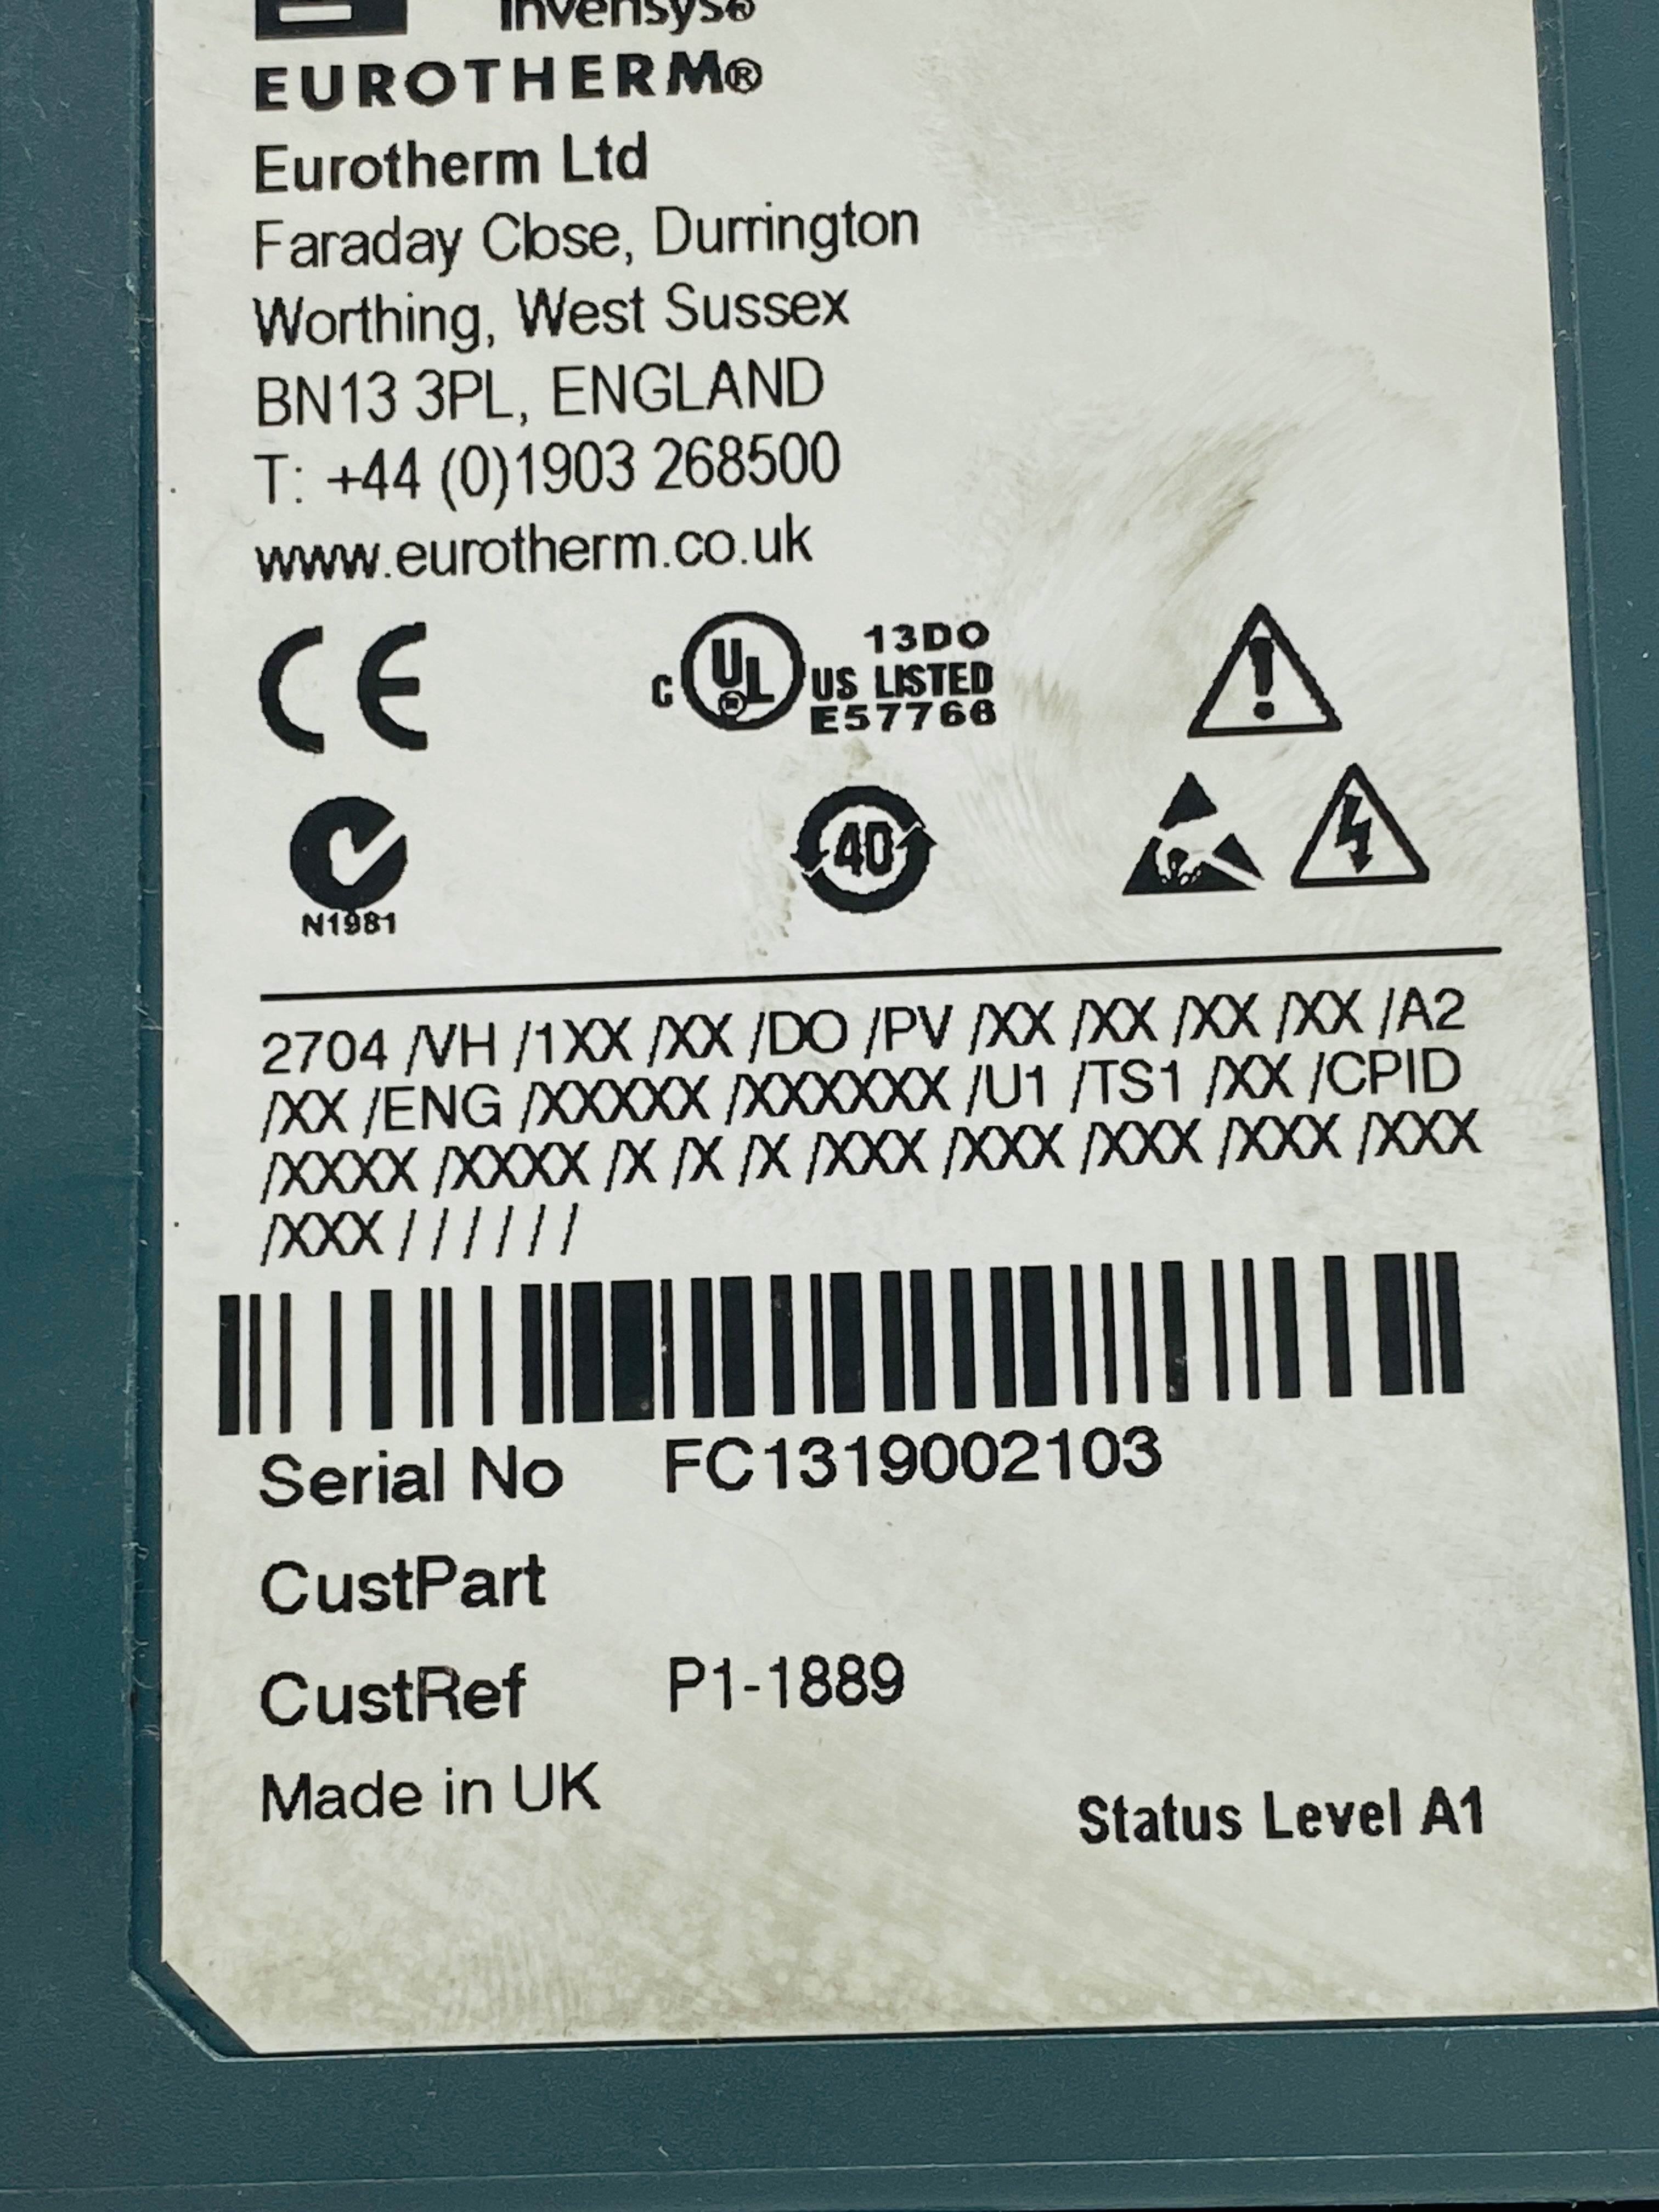 invensys®
EUROTHERM®
Eurotherm Ltd
Faraday Close, Durrington
Worthing, West Sussex
BN13 3PL, ENGLAND
T: +44 (0)1903 268500
www.eurotherm.co.uk
CE
C UL® US LISTED
13DO
E57766
N1981
40
2704 /VH /1XX /XX /DO /PV /XX /XX /XX /XX /A2
/XX /ENG /XXXXX /XXXXXX /U1 /TS1 /XX /CPID
/XXXX /XXXX /X /X /X /XXX /XXX /XXX /XXX /XXX
/XXX / / / / / /
Serial No FC1319002103
CustPart
CustRef P1-1889
Made in UK
Status Level A1